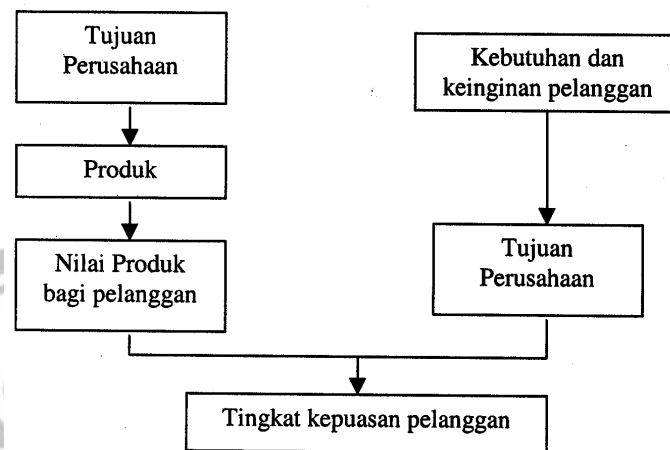 Tujuan
Perusahaan
Kebutuhan dan
keinginan pelanggan
Produk
Nilai Produk
bagi pelanggan
Tujuan
Perusahaan
Tingkat kepuasan pelanggan